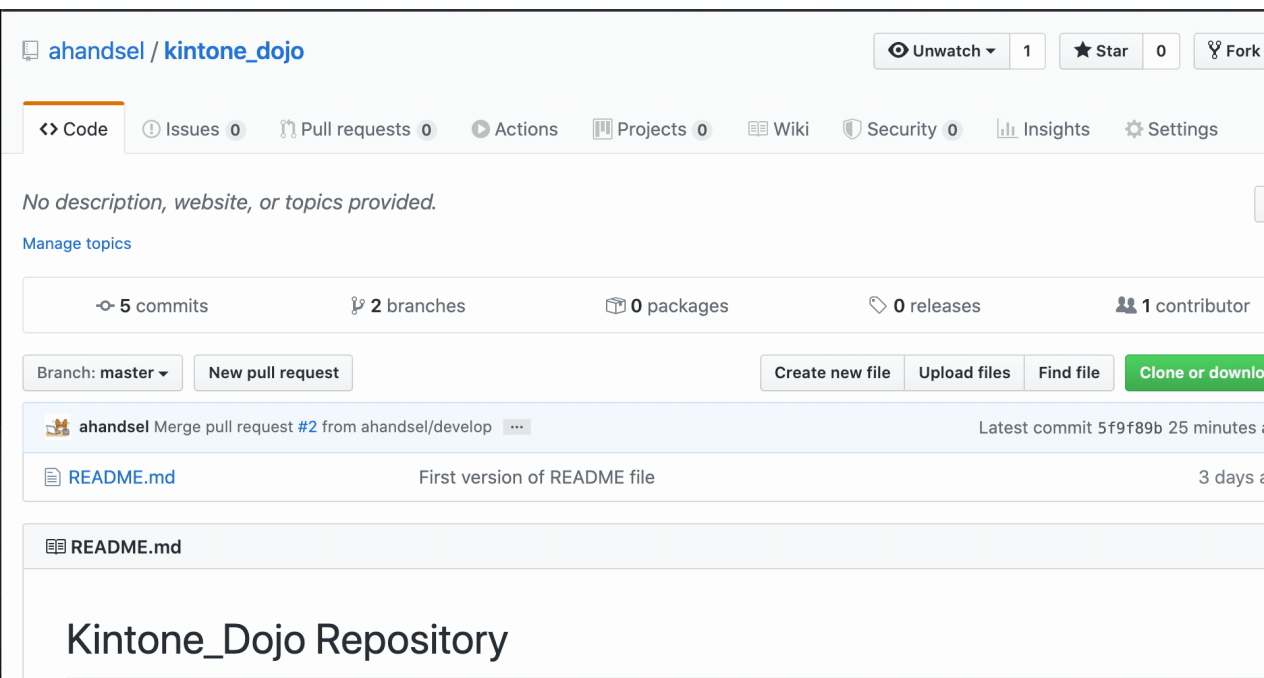 ahandsel / kintone_dojo Unwatch 1 Star 0 Fork
Code Issues 0 Pull requests 0 Actions Projects 0 Wiki Security 0 Insights Settings
No description, website, or topics provided.
Manage topics
5 commits 2 branches 0 packages 0 releases 1 contributor
Branch: master New pull request Create new file Upload files Find file Clone or downlo
ahandsel Merge pull request #2 from ahandsel/develop ... Latest commit 5f9f89b 25 minutes a
README.md First version of README file 3 days a
README.md
Kintone_Dojo Repository